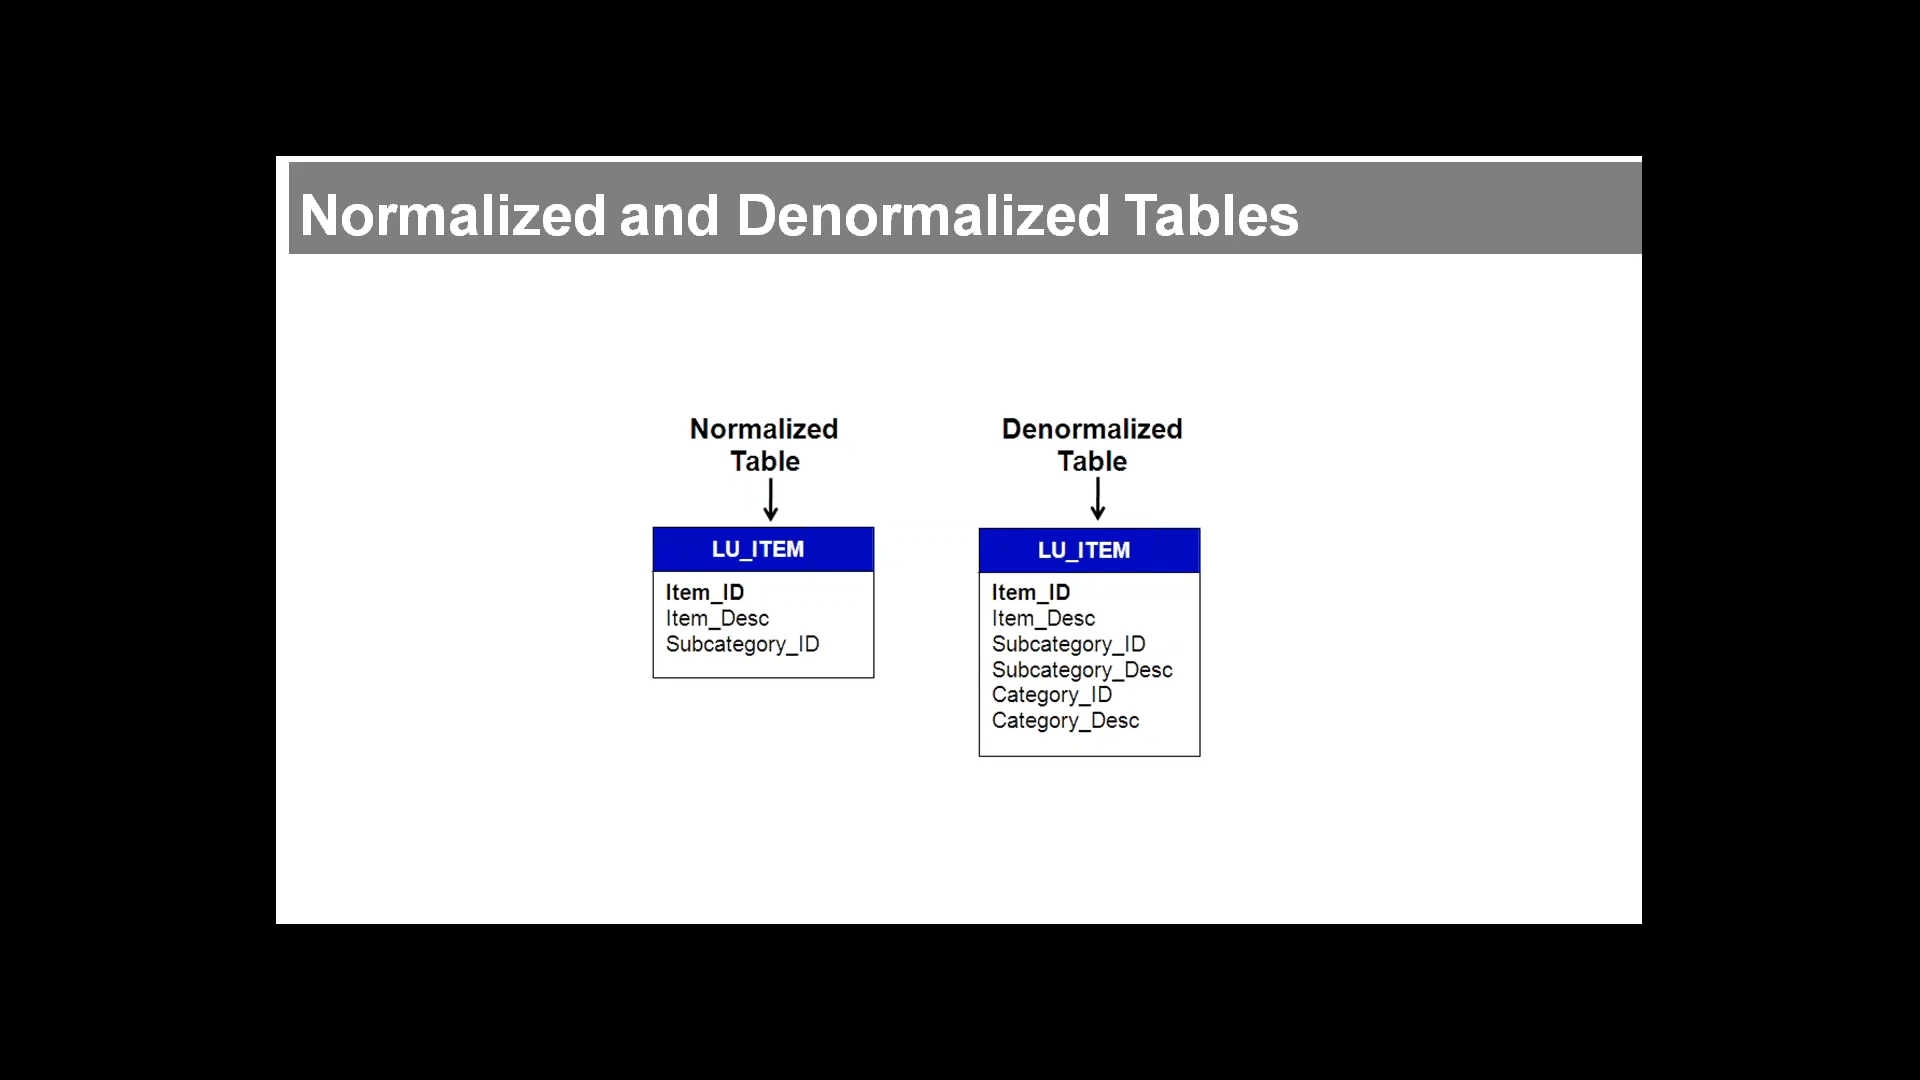 Normalized and Denormalized Tables
Normalized
Table
LU_ITEM
Item_ID
Item_Desc
Subcategory_ID
Denormalized
Table
LU_ITEM
Item_ID
Item_Desc
Subcategory_ID
Subcategory_Desc
Category_ID
Category_Desc